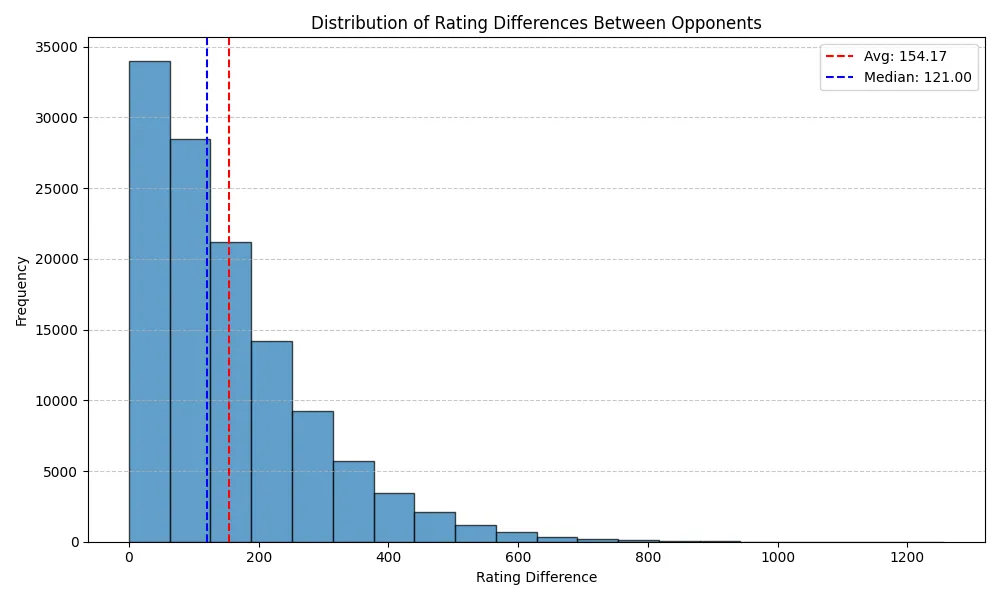 Distribution of Rating Differences Between Opponents
Avg: 154.17
Median: 121.00
Frequency
35000
30000
25000
20000
15000
10000
5000
0
0 200 400 600 800 1000 1200
Rating Difference